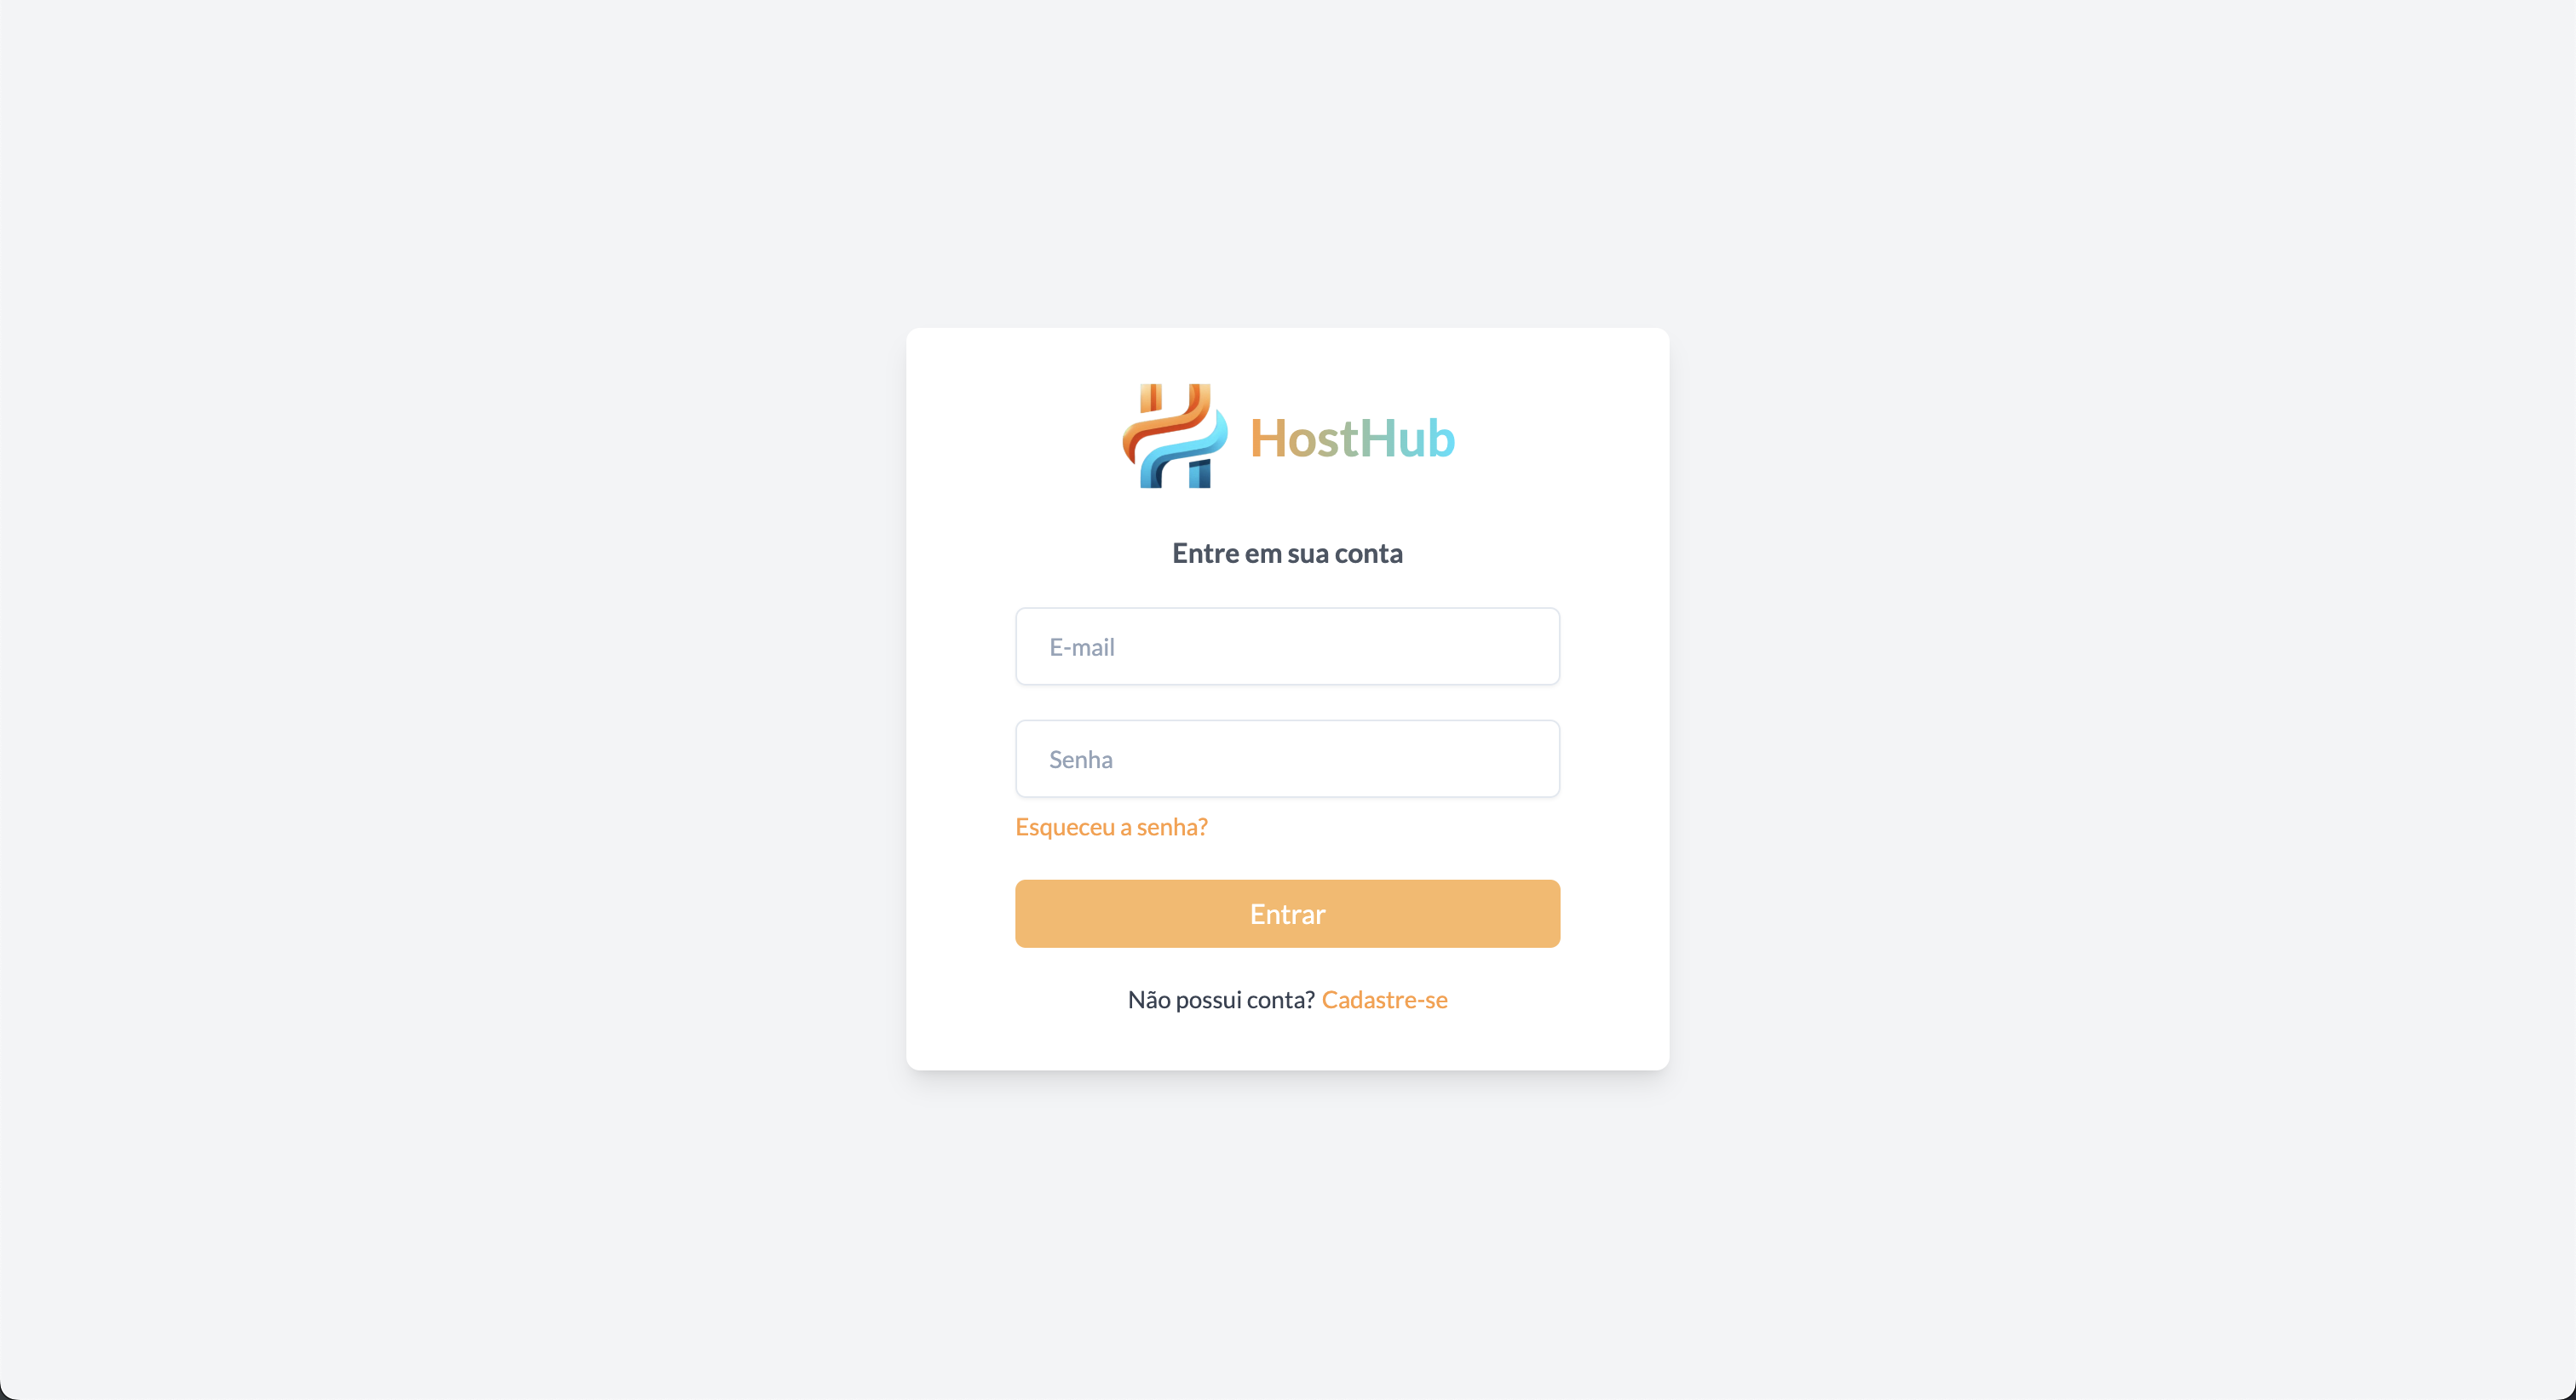 HostHub
Entre em sua conta
E-mail
Senha
Esqueceu a senha?
Entrar
Não possui conta? Cadastre-se